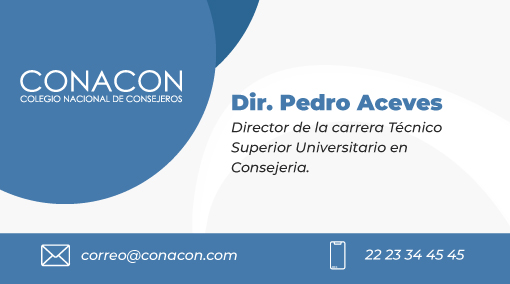 CONACON
COLEGIO NACIONAL DE CONSEJEROS
Dir. Pedro Aceves
Director de la carrera Técnico
Superior Universitario en
Consejeria.
correo@conacon.com
22 23 34 45 45